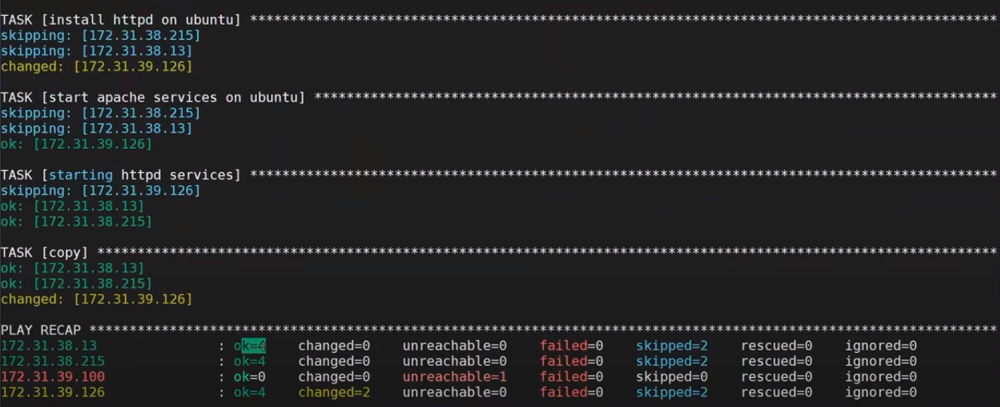 TASK [install httpd on ubuntu] *********************************************************************************************
skipping: [172.31.38.215]
skipping: [172.31.38.13]
changed: [172.31.39.126]
TASK [start apache services on ubuntu] *************************************************************************************
skipping: [172.31.38.215]
skipping: [172.31.38.13]
ok: [172.31.39.126]
TASK [starting httpd services] *********************************************************************************************
skipping: [172.31.39.126]
ok: [172.31.38.13]
ok: [172.31.38.215]
TASK [copy] ****************************************************************************************************************
ok: [172.31.38.13]
ok: [172.31.38.215]
changed: [172.31.39.126]
PLAY RECAP *****************************************************************************************************************
172.31.38.13 : ok=4 changed=0 unreachable=0 failed=0 skipped=2 rescued=0 ignored=0
172.31.38.215 : ok=4 changed=0 unreachable=0 failed=0 skipped=2 rescued=0 ignored=0
172.31.39.100 : ok=0 changed=0 unreachable=1 failed=0 skipped=0 rescued=0 ignored=0
172.31.39.126 : ok=4 changed=2 unreachable=0 failed=0 skipped=2 rescued=0 ignored=0